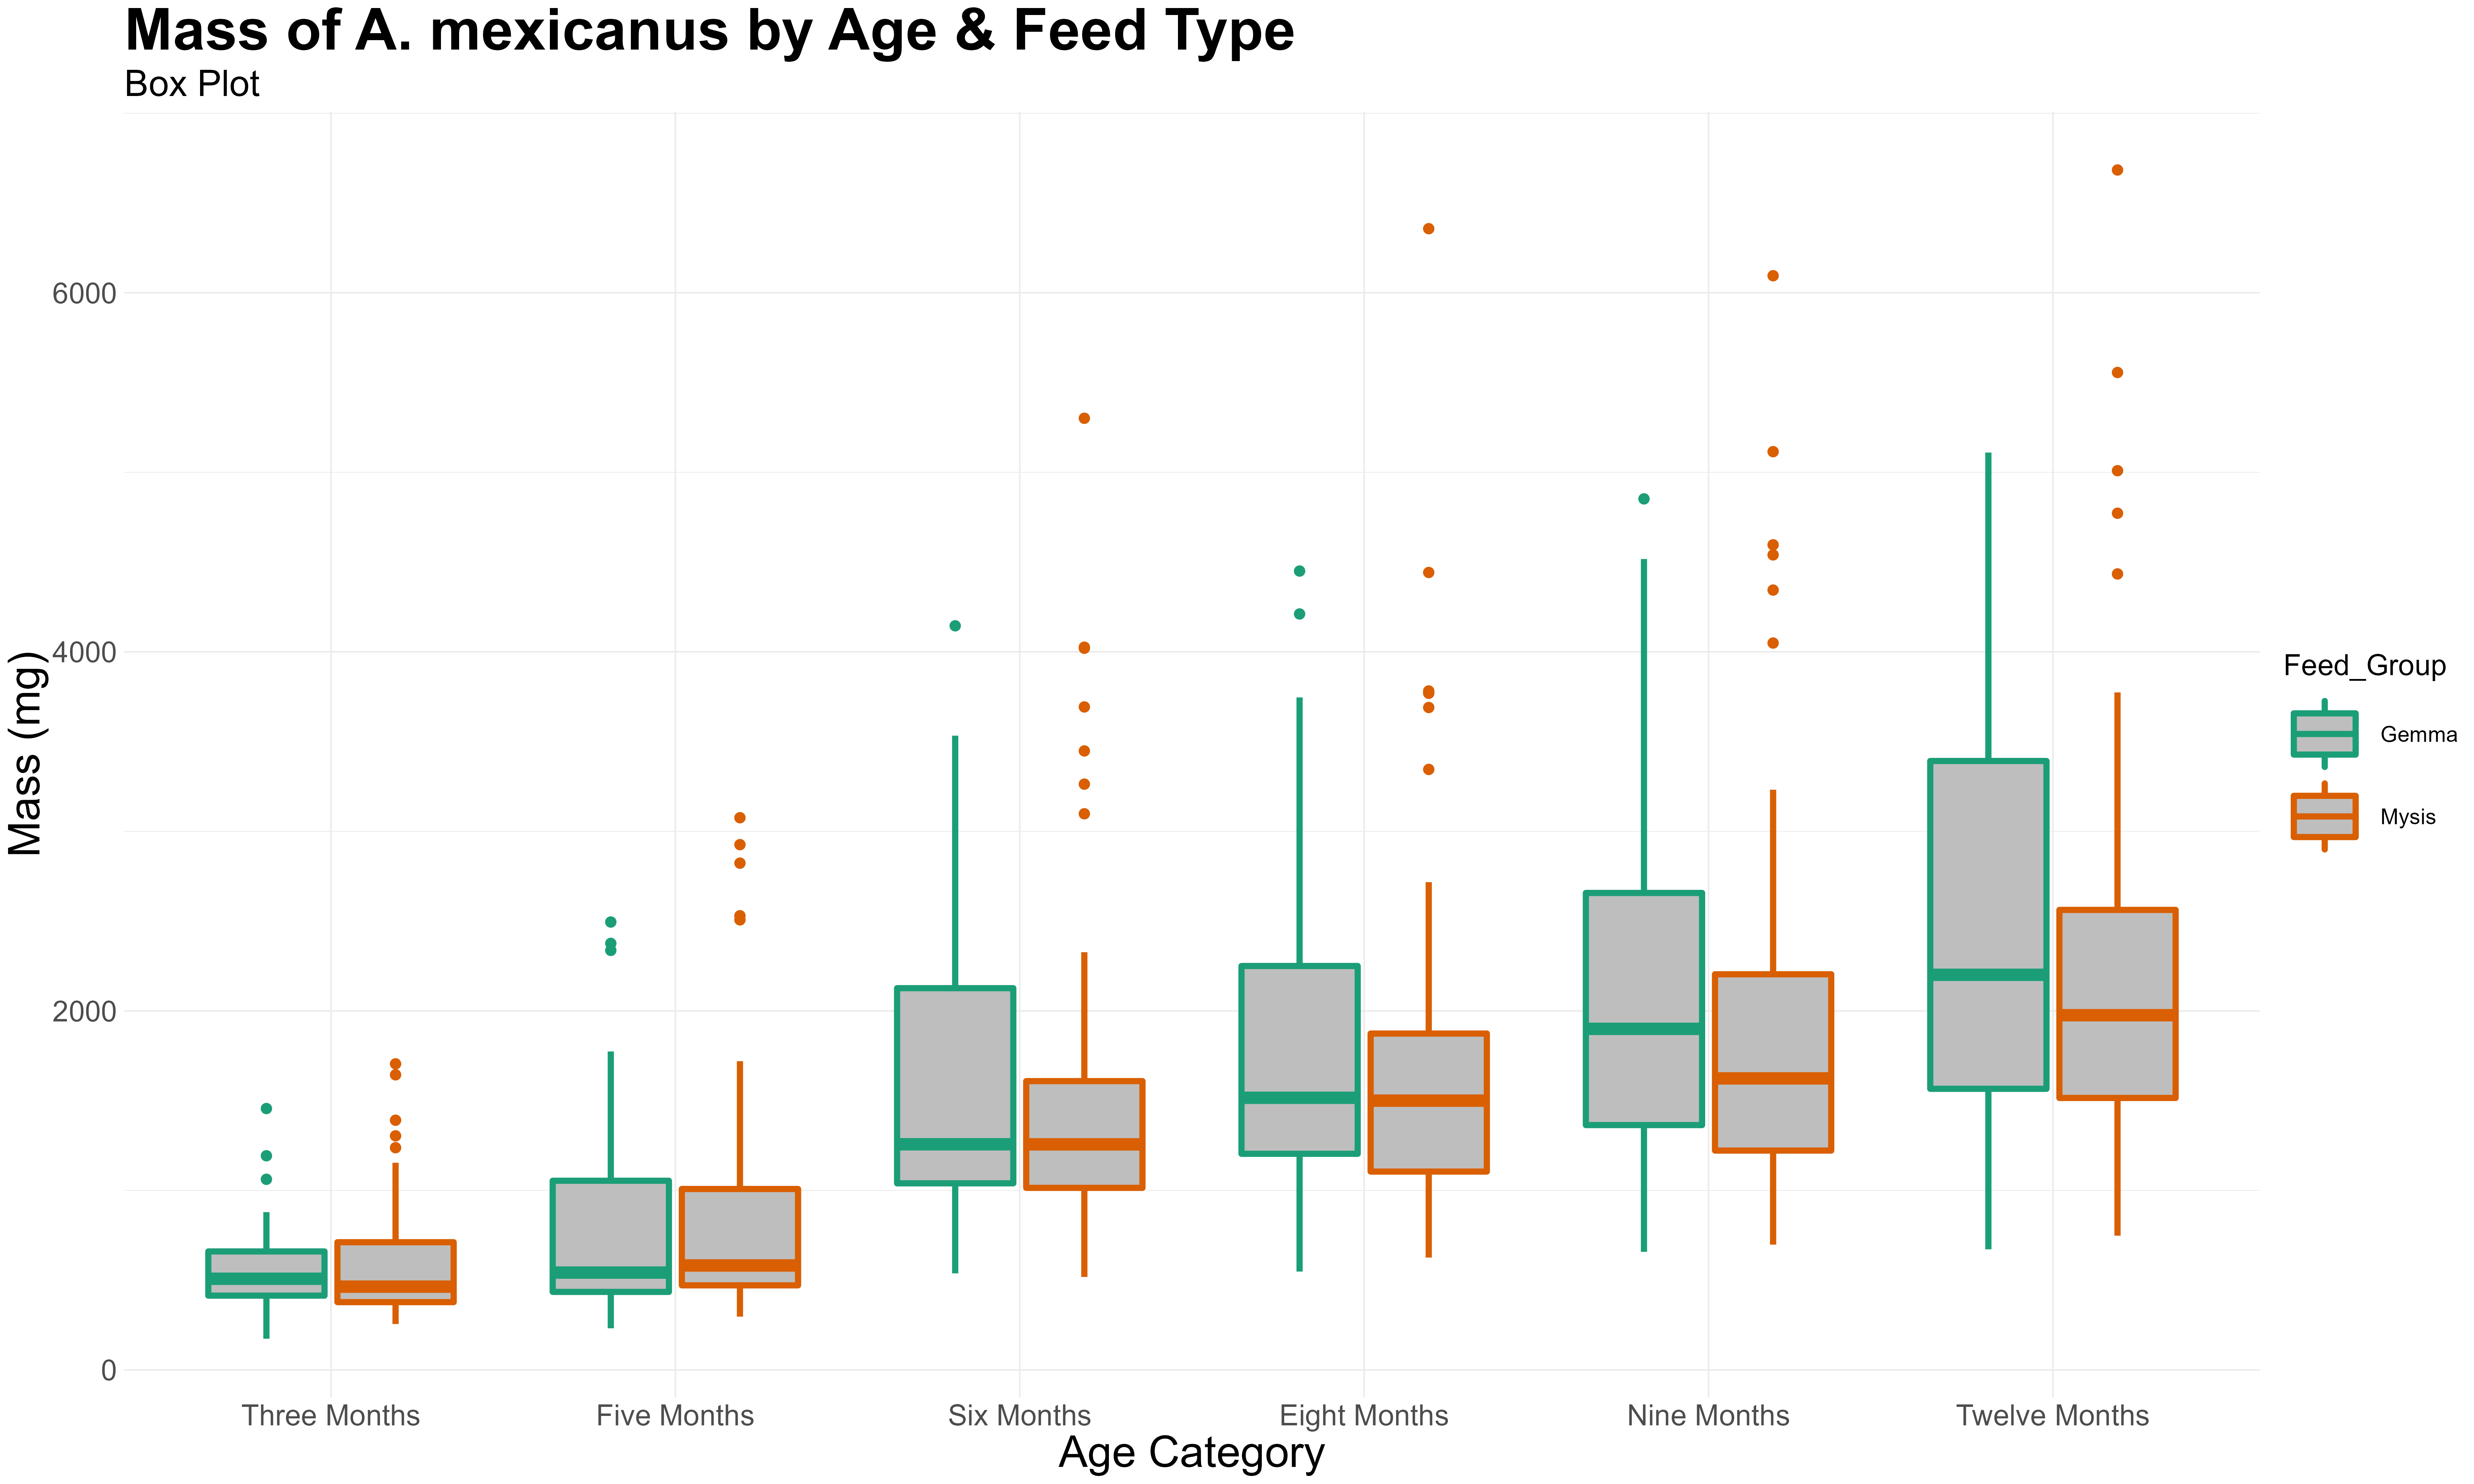 Mass of A. mexicanus by Age & Feed Type
Box Plot
Mass (mg)
6000
4000
2000
0
Three Months
Five Months
Six Months
Eight Months
Nine Months
Twelve Months
Age Category
Feed_Group
Gemma
Mysis